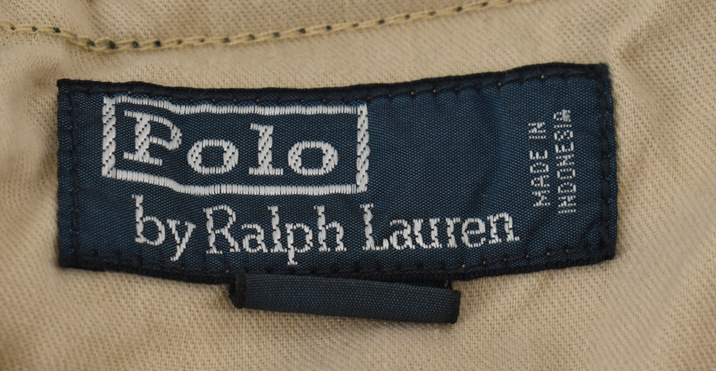 Polo
by Ralph Lauren
MADE IN
INDONESIA